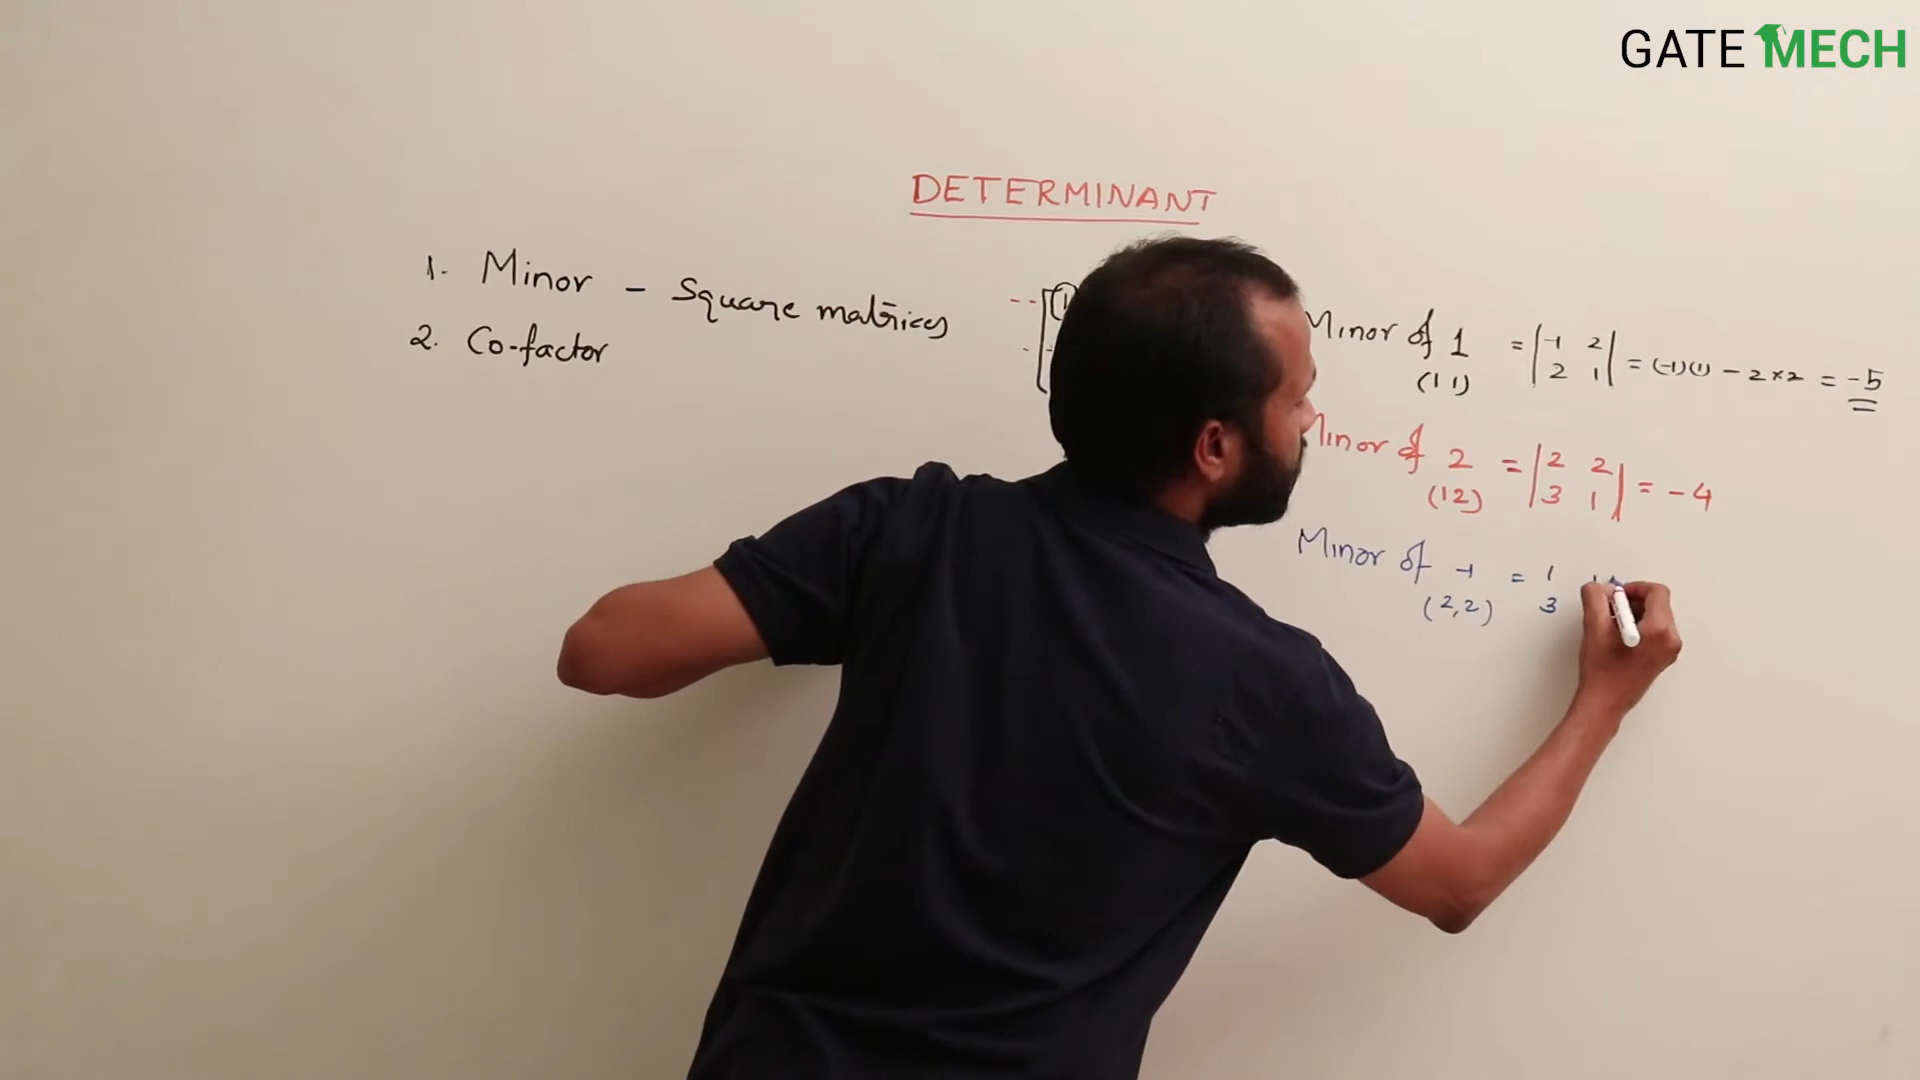 GATE MECH
DETERMINANT
1. Minor - Square matrices
2. Co-factor
Minor of 1 = |-1 2| = (-1)(1) - 2×2 = -5
(1 1) |2 1|
Minor of 2 = |2 2| = -4
(12) |3 1|
Minor of -1 = 1
(2,2) 3